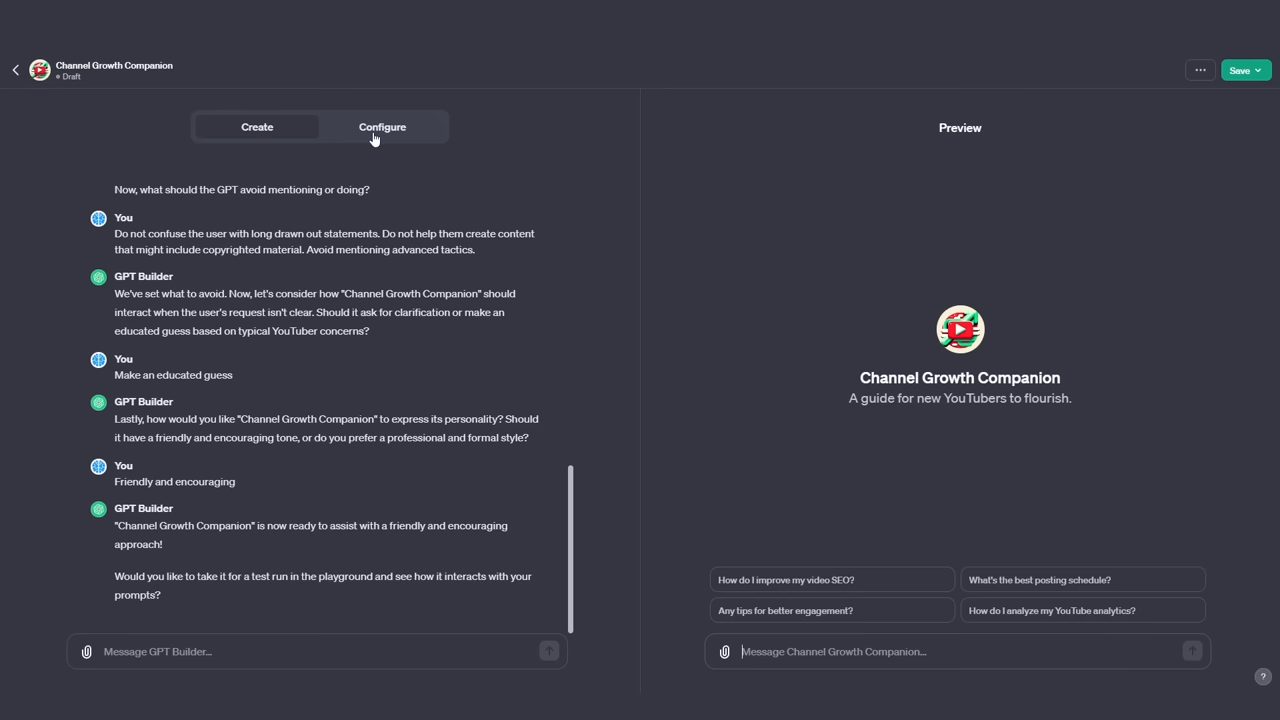 Channel Growth Companion
Draft
Save
Create
Configure
Preview
Now, what should the GPT avoid mentioning or doing?
You
Do not confuse the user with long drawn out statements. Do not help them create content
that might include copyrighted material. Avoid mentioning advanced tactics.
GPT Builder
We've set what to avoid. Now, let's consider how "Channel Growth Companion" should
interact when the user's request isn't clear. Should it ask for clarification or make an
educated guess based on typical YouTuber concerns?
You
Make an educated guess
GPT Builder
Lastly, how would you like "Channel Growth Companion" to express its personality? Should
it have a friendly and encouraging tone, or do you prefer a professional and formal style?
You
Friendly and encouraging
GPT Builder
"Channel Growth Companion" is now ready to assist with a friendly and encouraging
approach!
Would you like to take it for a test run in the playground and see how it interacts with your
prompts?
Message GPT Builder...
Channel Growth Companion
A guide for new YouTubers to flourish.
How do I improve my video SEO?
What's the best posting schedule?
Any tips for better engagement?
How do I analyze my YouTube analytics?
Message Channel Growth Companion...
?